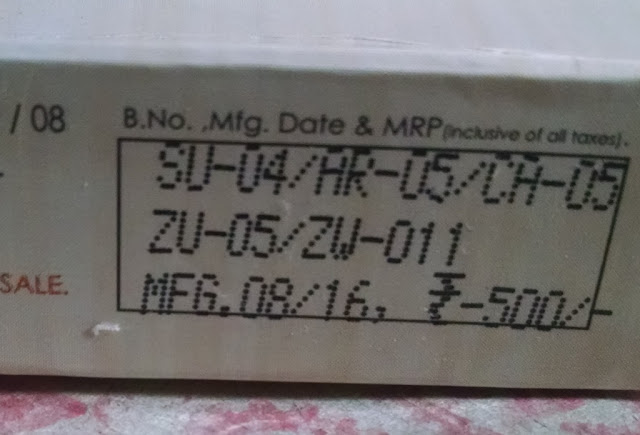 / 08
B.No. ,Mfg. Date & MRP(inclusive of all taxes).
SU-04/HR-05/CA-05
ZU-05/ZW-011
SALE.
MFG.08/16, ₹-500/-